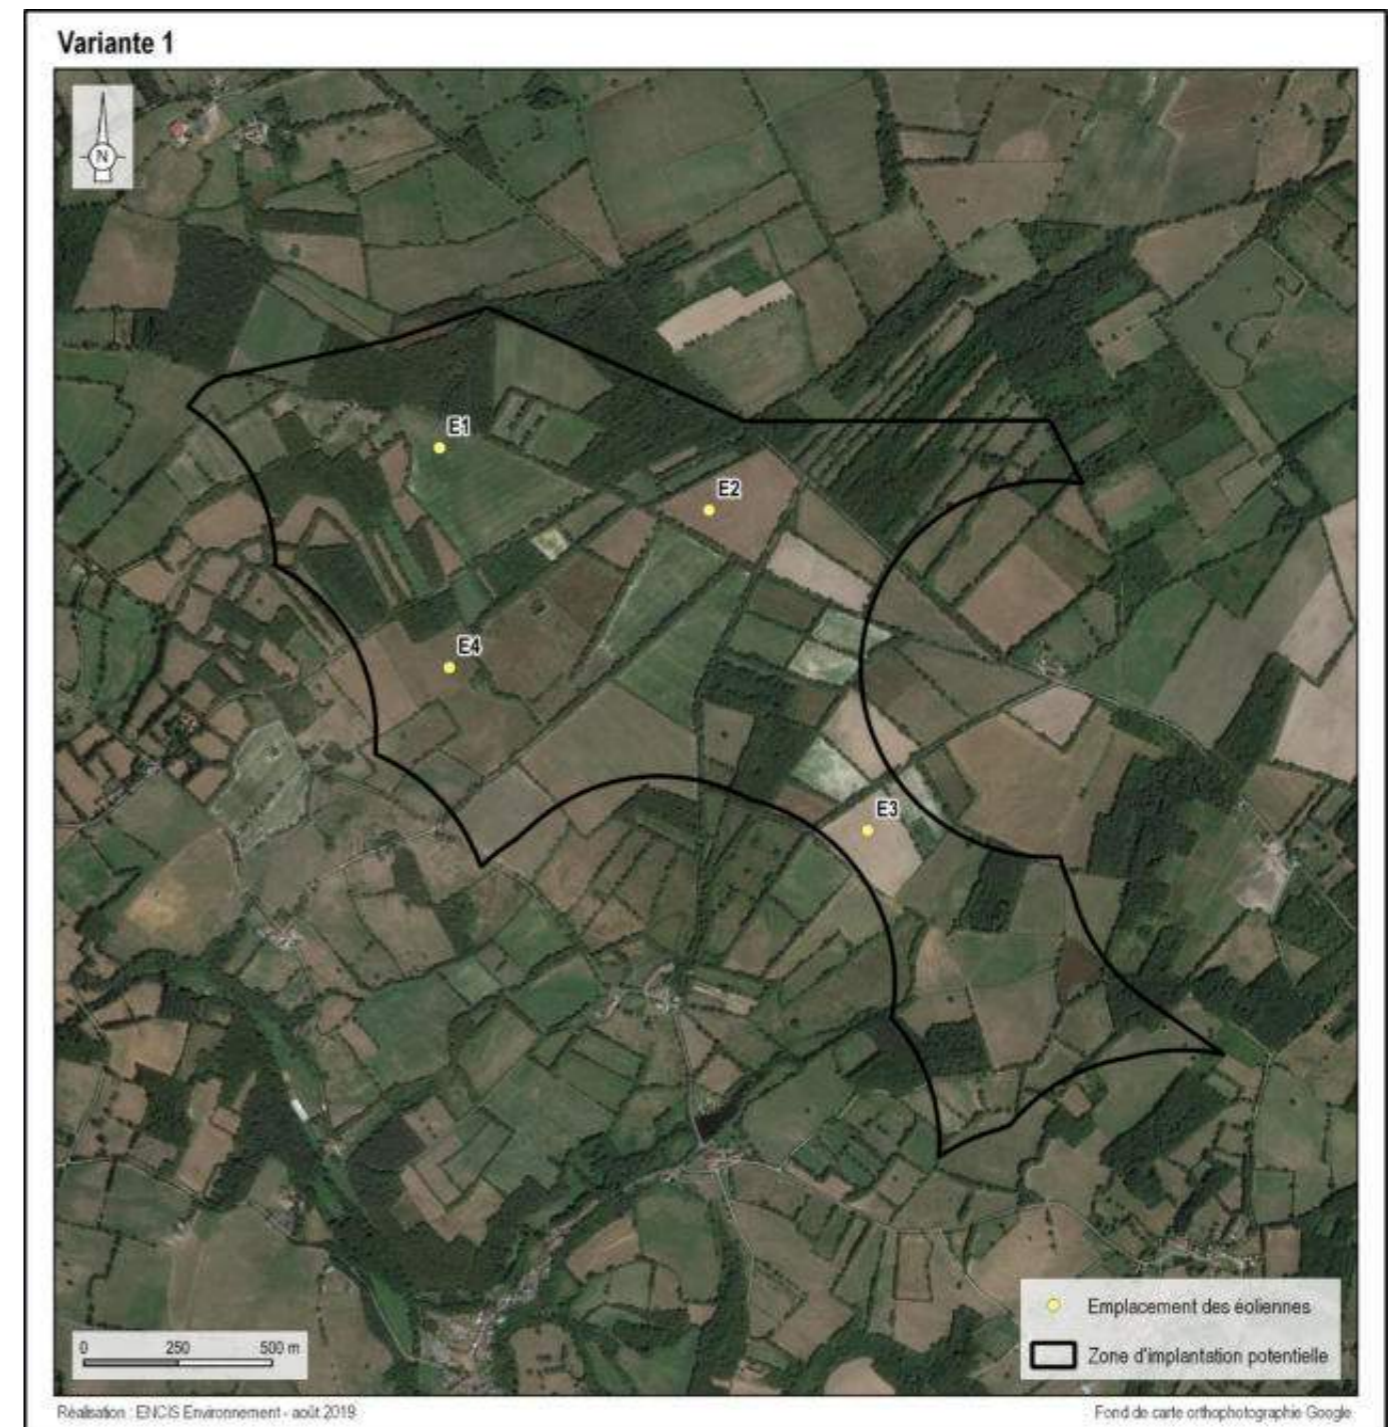 Variante 1
N
E1
E2
E4
E3
0 250 500 m
Emplacement des éoliennes
Zone d'implantation potentielle
Réalisation : ENCIS Environnement - août 2019
Fond de carte orthophotographie Google